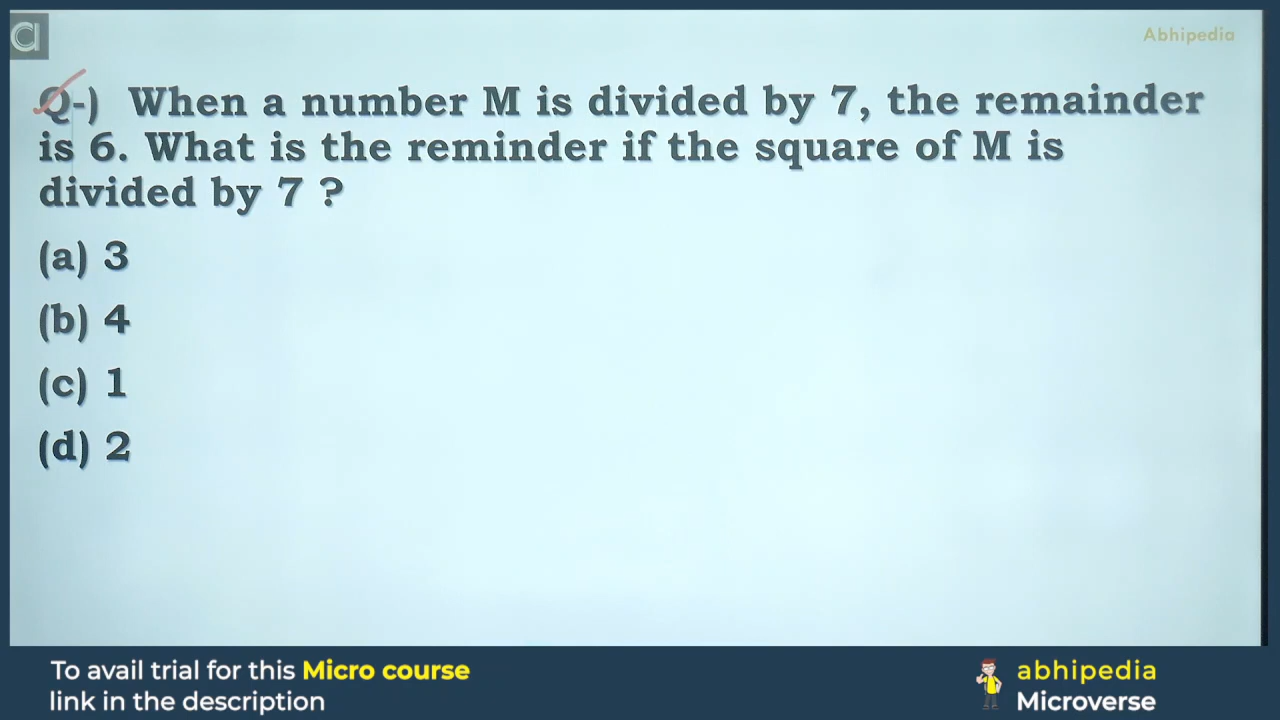 a
Abhipedia
Q-) When a number M is divided by 7, the remainder
is 6. What is the reminder if the square of M is
divided by 7 ?
(a) 3
(b) 4
(c) 1
(d) 2
To avail trial for this Micro course
link in the description
abhipedia
Microverse